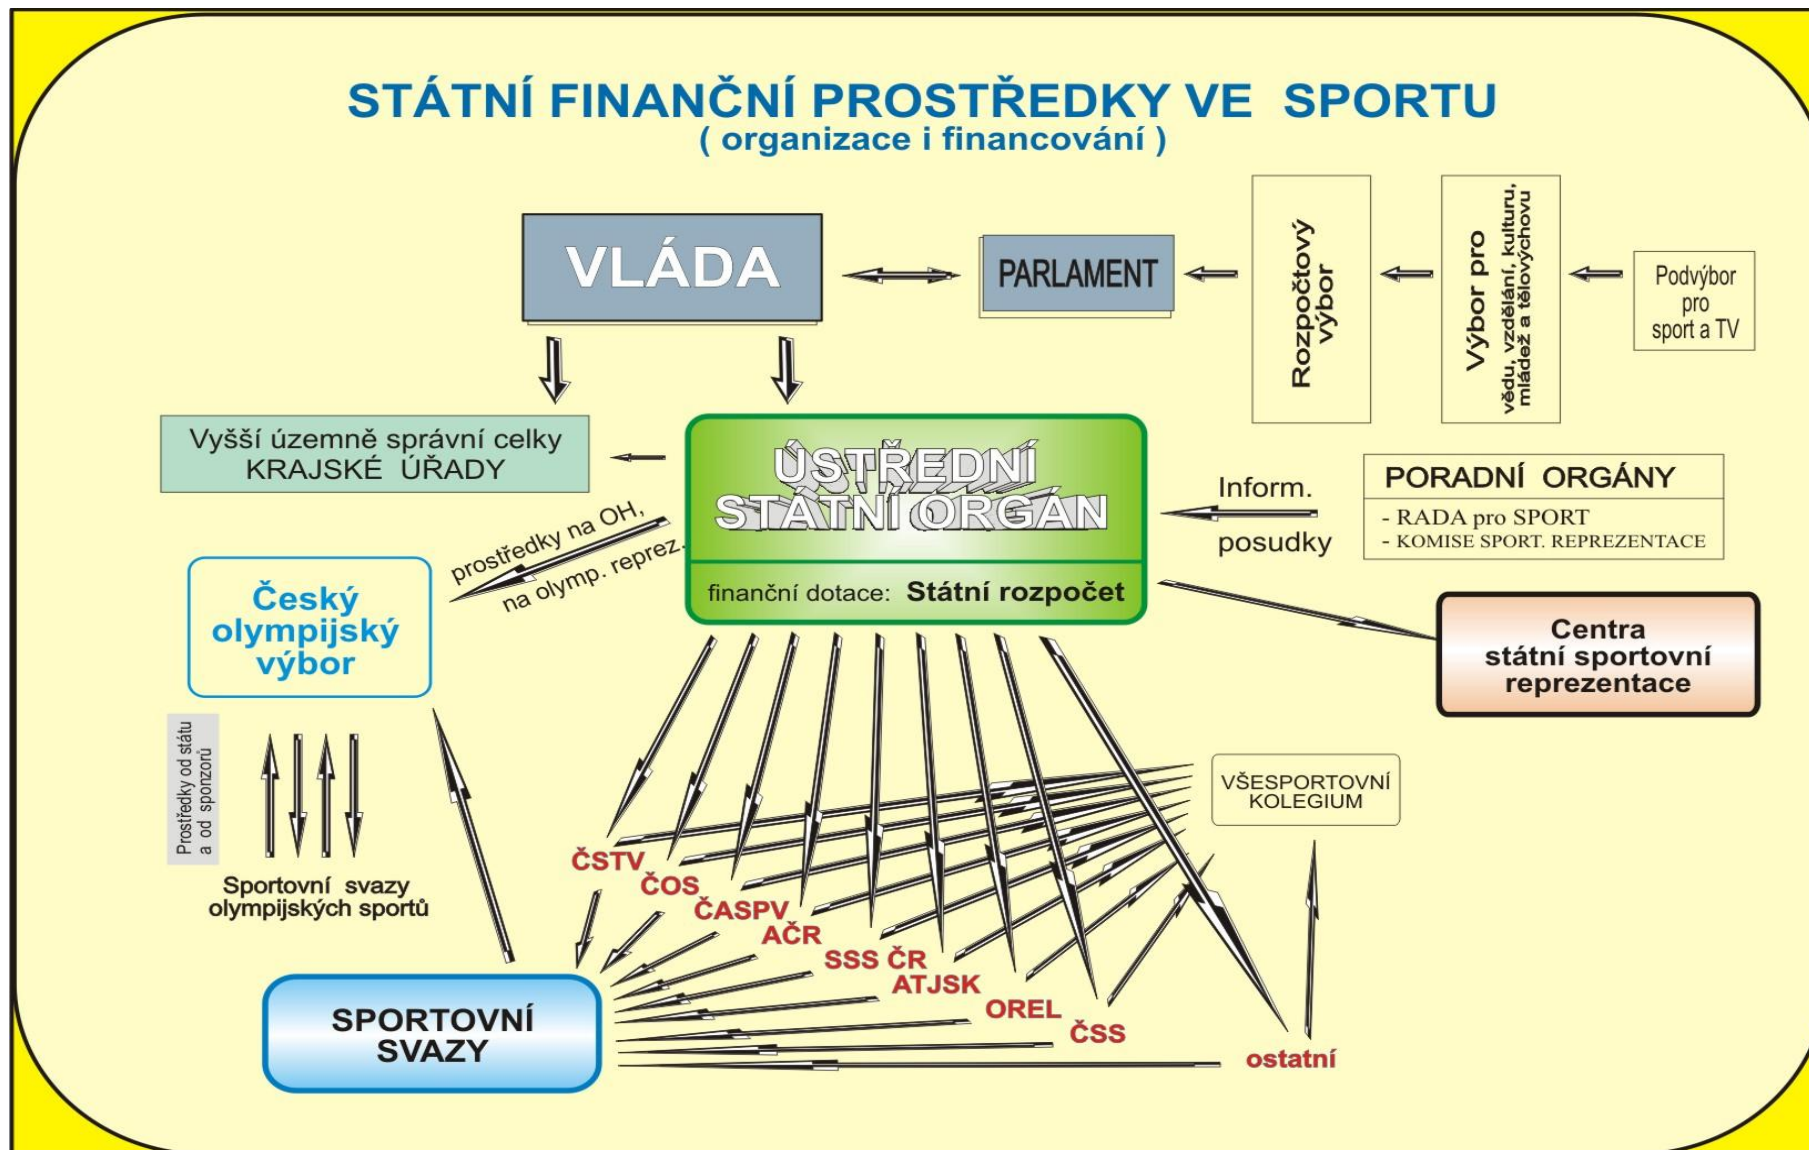 STÁTNÍ FINANČNÍ PROSTŘEDKY VE SPORTU
( organizace i financování )
VLÁDA
PARLAMENT
Rozpočtový
výbor
Výbor pro
vědu, vzdělání, kulturu,
mládež a tělovýchovu
Podvýbor
pro
sport a TV
Vyšší územně správní celky
KRAJSKÉ ÚŘADY
ÚSTŘEDNÍ
STÁTNÍ ORGÁN
finanční dotace: Státní rozpočet
Inform.
posudky
PORADNÍ ORGÁNY
- RADA pro SPORT
- KOMISE SPORT. REPREZENTACE
prostředky na OH,
na olymp. reprez.
Český
olympijský
výbor
Centra
státní sportovní
reprezentace
Prostředky od státu
a od sponzorů
Sportovní svazy
olympijských sportů
VŠESPORTOVNÍ
KOLEGIUM
ČSTV
ČOS
ČASPV
AČR
SSS ČR
ATJSK
OREL
ČSS
ostatní
SPORTOVNÍ
SVAZY